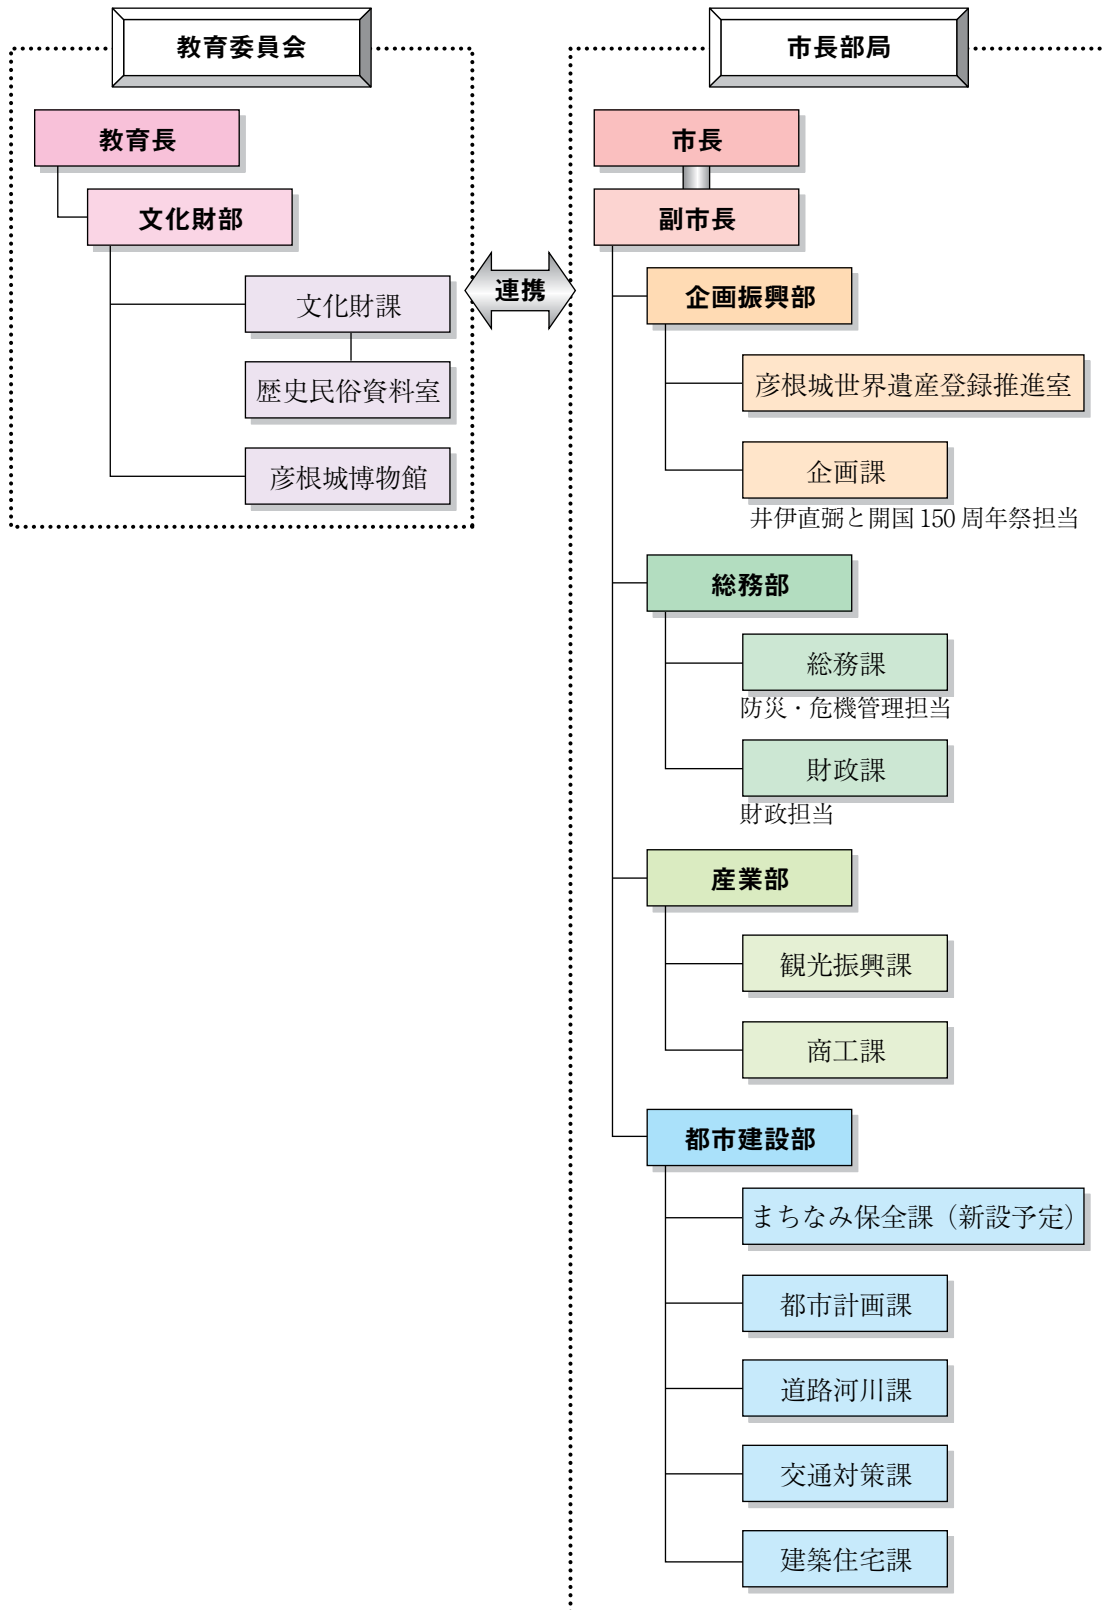 教育委員会
教育長
文化財部
文化財課
歴史民俗資料室
彦根城博物館
連携
市長部局
市長
副市長
企画振興部
彦根城世界遺産登録推進室
企画課
井伊直弼と開国 150 周年祭担当
総務部
総務課
防災・危機管理担当
財政課
財政担当
産業部
観光振興課
商工課
都市建設部
まちなみ保全課（新設予定）
都市計画課
道路河川課
交通対策課
建築住宅課